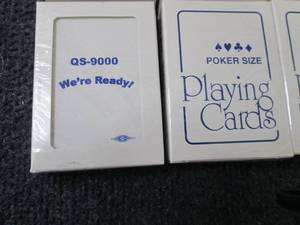 QS-9000
We're Ready!
POKER SIZE
Playing
Cards